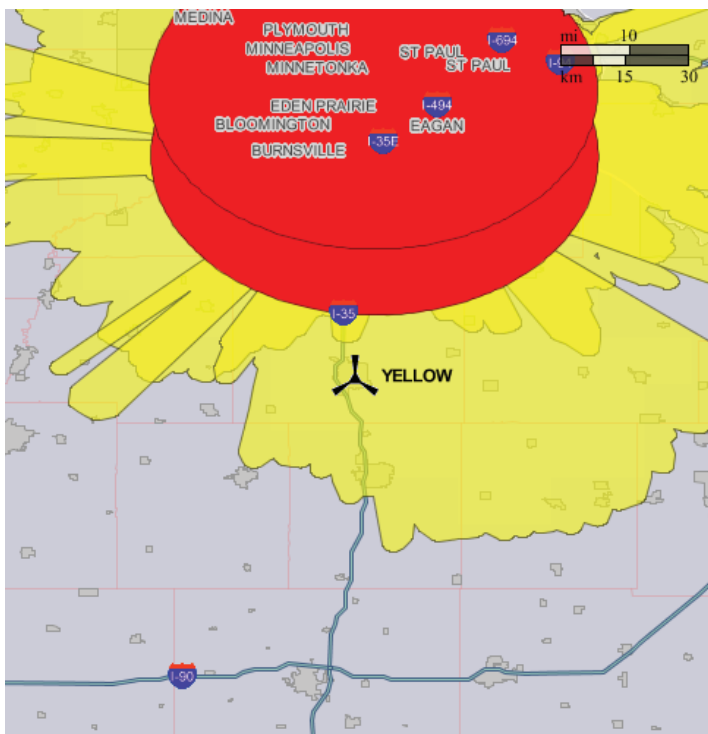 MEDINA
PLYMOUTH
MINNEAPOLIS
MINNETONKA
ST PAUL
ST PAUL
I-694
I-94
mi 10
km 15 30
EDEN PRAIRIE
I-494
BLOOMINGTON
EAGAN
I-35E
BURNSVILLE
I-35
YELLOW
I-90